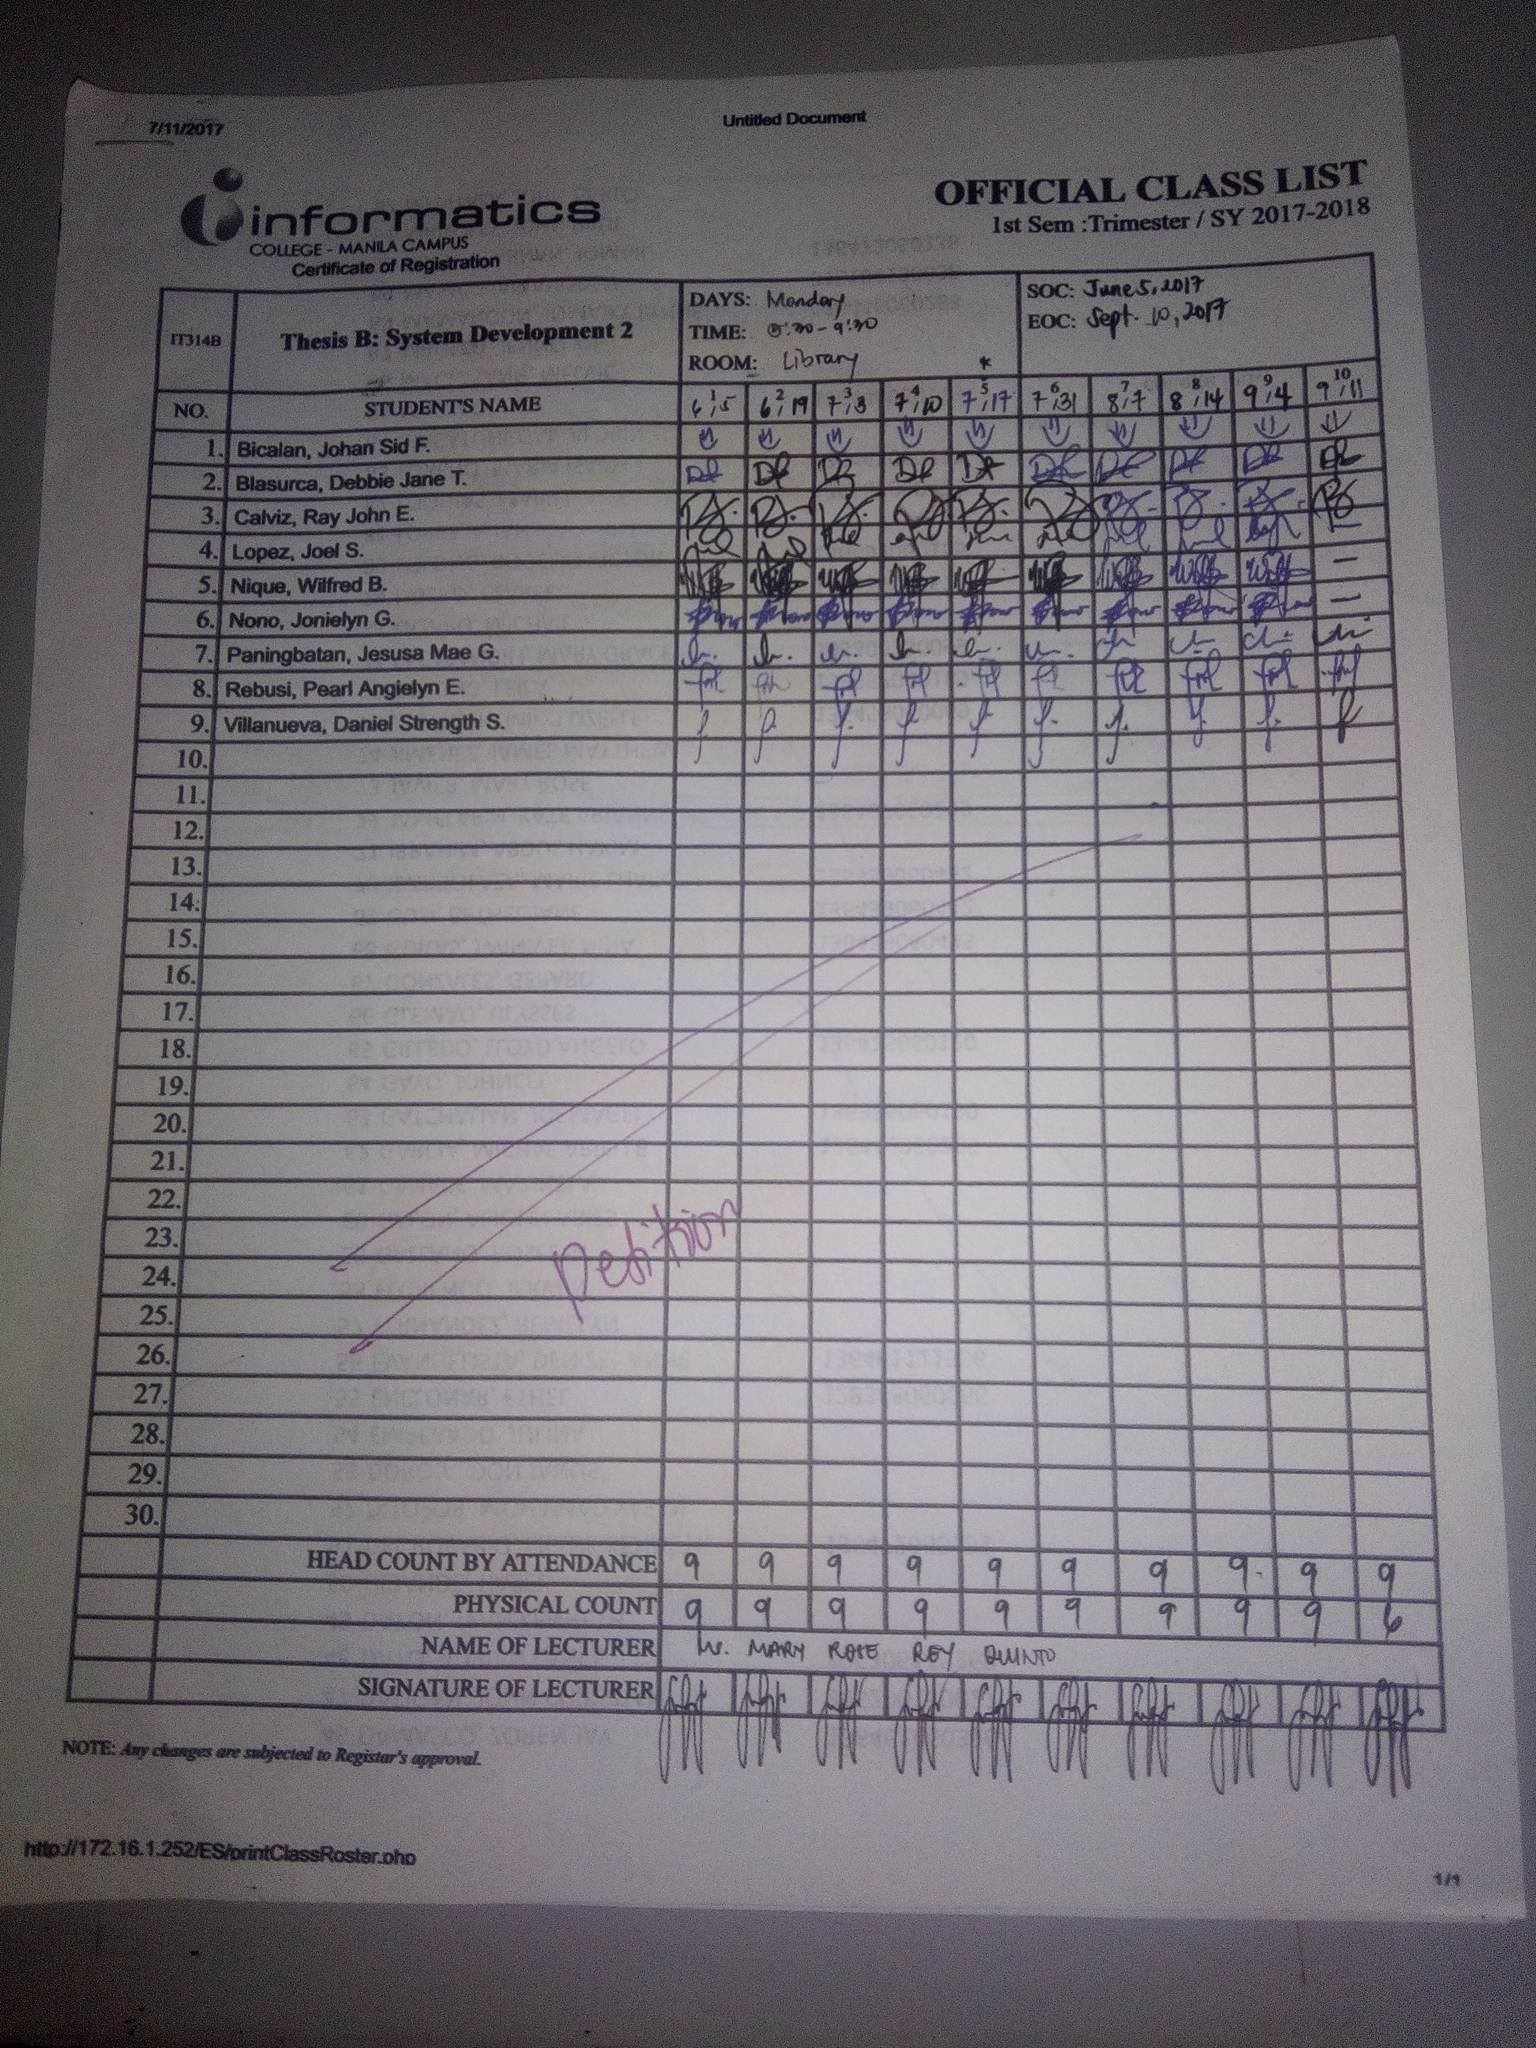 7/11/2017
Untitled Document
informatics
COLLEGE - MANILA CAMPUS
Certificate of Registration
OFFICIAL CLASS LIST
1st Sem :Trimester / SY 2017-2018
IT314B
Thesis B: System Development 2
DAYS: Monday
TIME: 5:30 - 9:30
ROOM: Library *
SOC: June 5, 2017
EOC: Sept. 10, 2017
1 2 3 4 5 6 7 8 9 10
NO. STUDENT'S NAME 6/5 6/19 7/3 7/10 7/17 7/31 8/7 8/14 9/4 9/11
1. Bicalan, Johan Sid F.
2. Blasurca, Debbie Jane T.
3. Calviz, Ray John E.
4. Lopez, Joel S.
5. Nique, Wilfred B.
6. Nono, Jonielyn G.
7. Paningbatan, Jesusa Mae G.
8. Rebusi, Pearl Angielyn E.
9. Villanueva, Daniel Strength S.
10.
11.
12.
13.
14.
15.
16.
17.
18.
19.
20.
21.
22.
23.
Petition
24.
25.
26.
27.
28.
29.
30.
HEAD COUNT BY ATTENDANCE 9 9 9 9 9 9 9 9 9 9
PHYSICAL COUNT 9 9 9 9 9 9 9 9 9 6
NAME OF LECTURER MARY ROSE REY QUINTO
SIGNATURE OF LECTURER
NOTE: Any changes are subjected to Registar's approval.
http://172.16.1.252/ES/printClassRoster.php
1/1